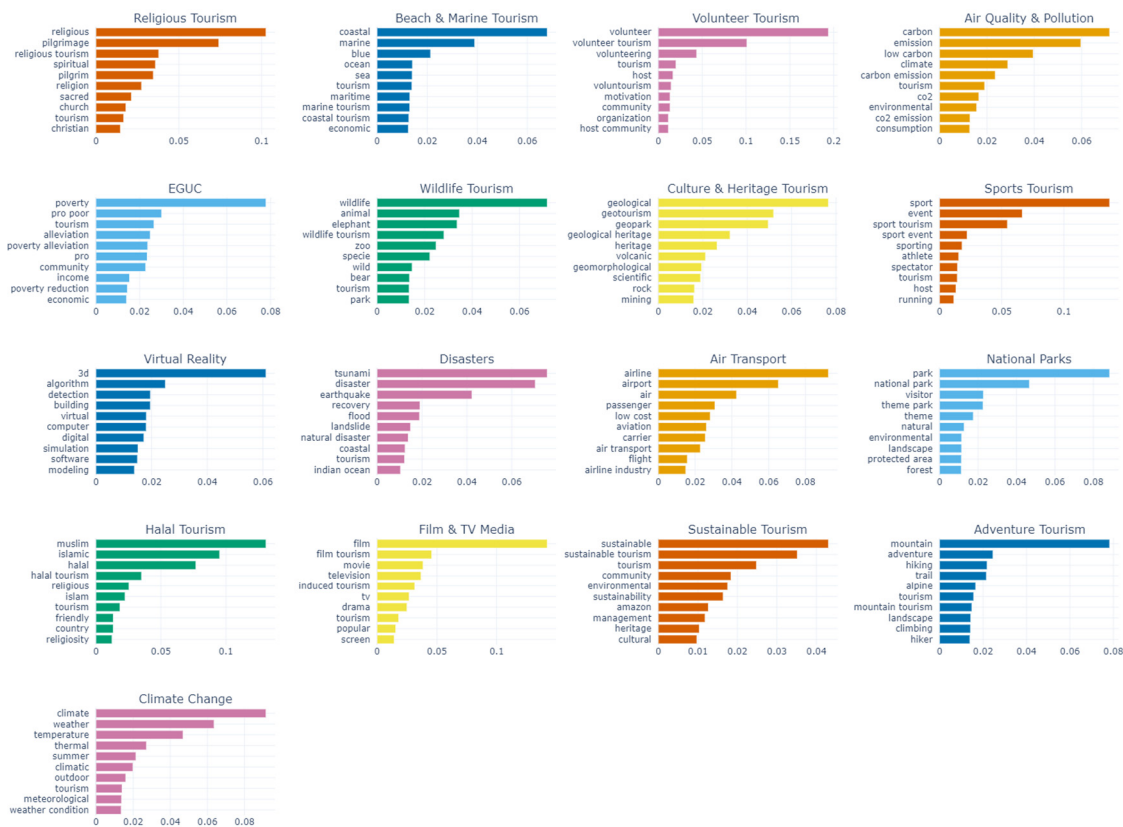 Religious Tourism
religious
pilgrimage
religious tourism
spiritual
pilgrim
religion
sacred
church
tourism
christian
0 0.05 0.1
Beach & Marine Tourism
coastal
marine
blue
ocean
sea
tourism
maritime
marine tourism
coastal tourism
economic
0 0.02 0.04 0.06
Volunteer Tourism
volunteer
volunteer tourism
volunteering
tourism
host
voluntourism
motivation
community
organization
host community
0 0.05 0.1 0.15 0.2
Air Quality & Pollution
carbon
emission
low carbon
climate
carbon emission
tourism
co2
environmental
co2 emission
consumption
0 0.02 0.04 0.06
EGUC
poverty
pro poor
tourism
alleviation
poverty alleviation
pro
community
income
poverty reduction
economic
0 0.02 0.04 0.06 0.08
Wildlife Tourism
wildlife
animal
elephant
wildlife tourism
zoo
specie
wild
bear
tourism
park
0 0.02 0.04 0.06
Culture & Heritage Tourism
geological
geotourism
geopark
geological heritage
heritage
volcanic
geomorphological
scientific
rock
mining
0 0.02 0.04 0.06 0.08
Sports Tourism
sport
event
sport tourism
sport event
sporting
athlete
spectator
tourism
host
running
0 0.05 0.1
Virtual Reality
3d
algorithm
detection
building
virtual
computer
digital
simulation
software
modeling
0 0.02 0.04 0.06
Disasters
tsunami
disaster
earthquake
recovery
flood
landslide
natural disaster
coastal
tourism
indian ocean
0 0.02 0.04 0.06
Air Transport
airline
airport
air
passenger
low cost
aviation
carrier
air transport
flight
airline industry
0 0.02 0.04 0.06 0.08
National Parks
park
national park
visitor
theme park
theme
natural
environmental
landscape
protected area
forest
0 0.02 0.04 0.06 0.08
Halal Tourism
muslim
islamic
halal
halal tourism
religious
islam
tourism
friendly
country
religiosity
0 0.1
Film & TV Media
film
film tourism
movie
television
induced tourism
tv
drama
tourism
popular
screen
0 0.05 0.1
Sustainable Tourism
sustainable
sustainable tourism
tourism
community
environmental
sustainability
amazon
management
heritage
cultural
0 0.01 0.02 0.03 0.04
Adventure Tourism
mountain
adventure
hiking
trail
alpine
tourism
mountain tourism
landscape
climbing
hiker
0 0.02 0.04 0.06 0.08
Climate Change
climate
weather
temperature
thermal
summer
climatic
outdoor
tourism
meteorological
weather condition
0 0.02 0.04 0.06 0.08